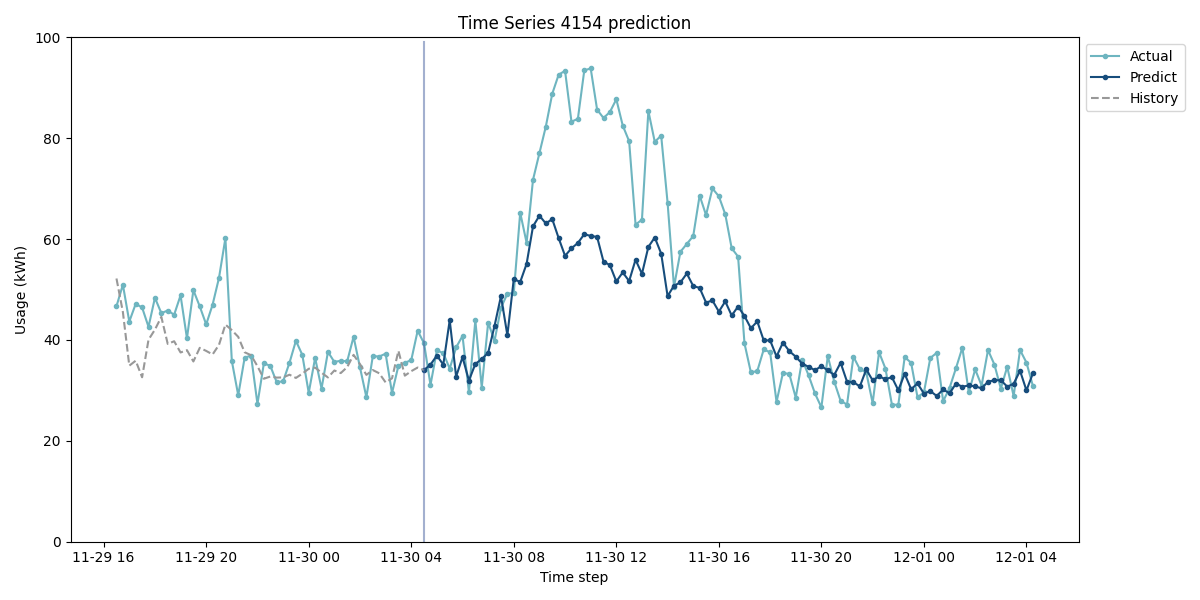 Time Series 4154 prediction
100
80
60
40
20
0
Usage (kWh)
11-29 16
11-29 20
11-30 00
11-30 04
11-30 08
11-30 12
11-30 16
11-30 20
12-01 00
12-01 04
Time step
Actual
Predict
History